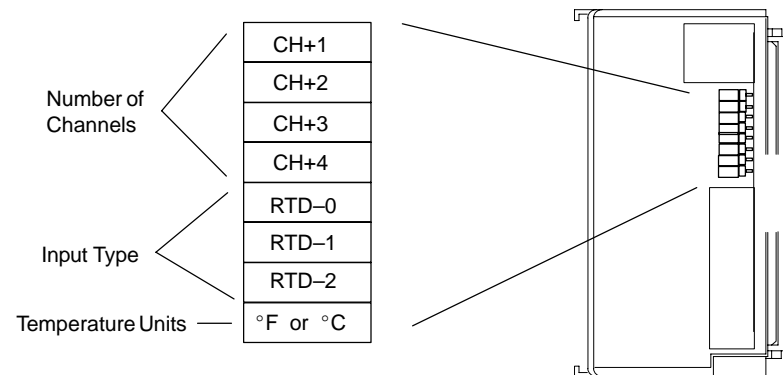 Number of
Channels
Input Type
Temperature Units
CH+1
CH+2
CH+3
CH+4
RTD–0
RTD–1
RTD–2
°F or °C